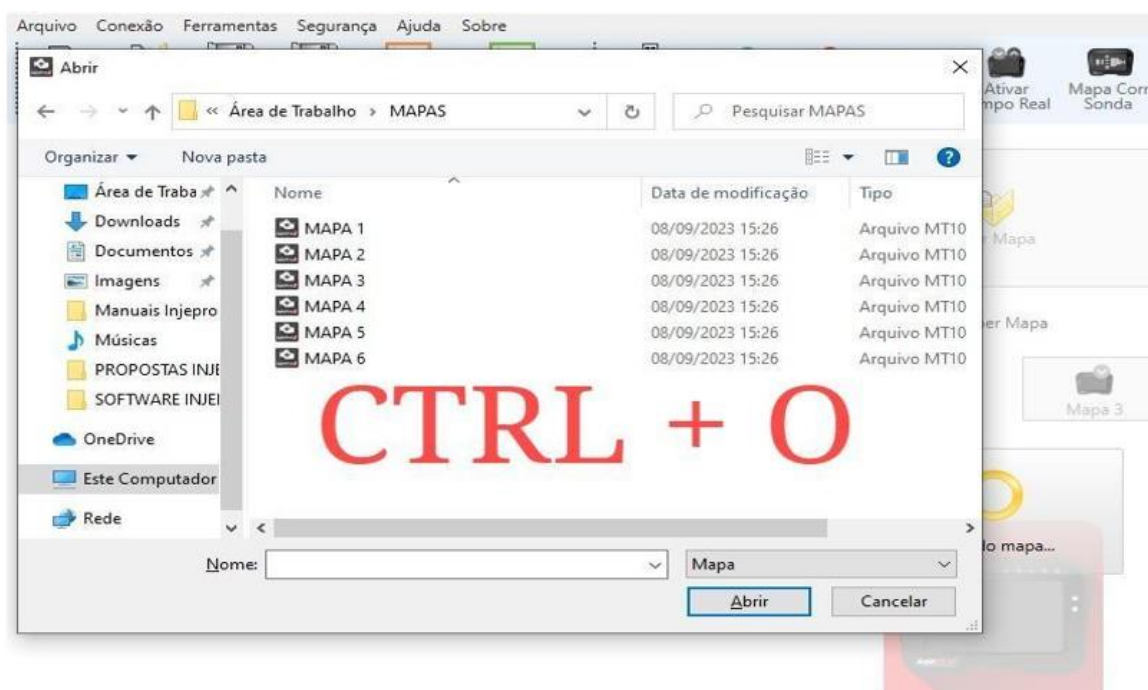 Arquivo Conexão Ferramentas Segurança Ajuda Sobre
Abrir
Ativar
Mapa
Sonda
« Área de Trabalho › MAPAS
Pesquisar MAPAS
Organizar
Nova pasta
Nome
Data de modificação
Tipo
Área de Traba
Downloads
Documentos
Imagens
Manuais Injepro
Músicas
PROPOSTAS INJE
SOFTWARE INJEI
OneDrive
Este Computador
Rede
MAPA 1 08/09/2023 15:26 Arquivo MT10
MAPA 2 08/09/2023 15:26 Arquivo MT10
MAPA 3 08/09/2023 15:26 Arquivo MT10
MAPA 4 08/09/2023 15:26 Arquivo MT10
MAPA 5 08/09/2023 15:26 Arquivo MT10
MAPA 6 08/09/2023 15:26 Arquivo MT10
CTRL + O
Mapa
er Mapa
Mapa 3
do mapa...
Nome:
Mapa
Abrir
Cancelar